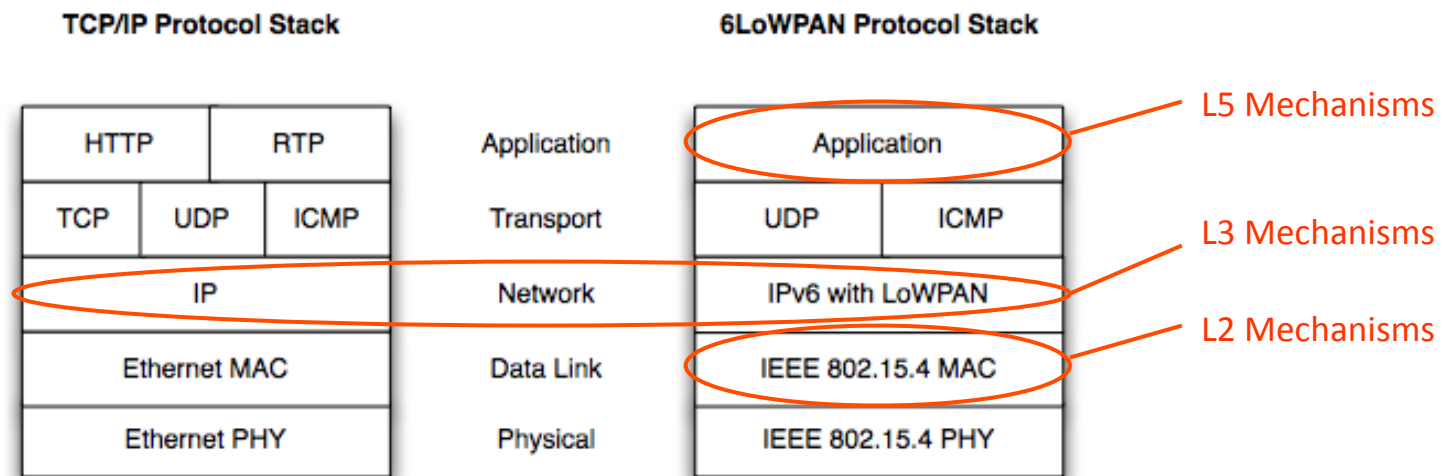 TCP/IP Protocol Stack 6LoWPAN Protocol Stack
L5 Mechanisms
HTTP RTP Application Application
TCP UDP ICMP Transport UDP ICMP
L3 Mechanisms
IP Network IPv6 with LoWPAN
L2 Mechanisms
Ethernet MAC Data Link IEEE 802.15.4 MAC
Ethernet PHY Physical IEEE 802.15.4 PHY